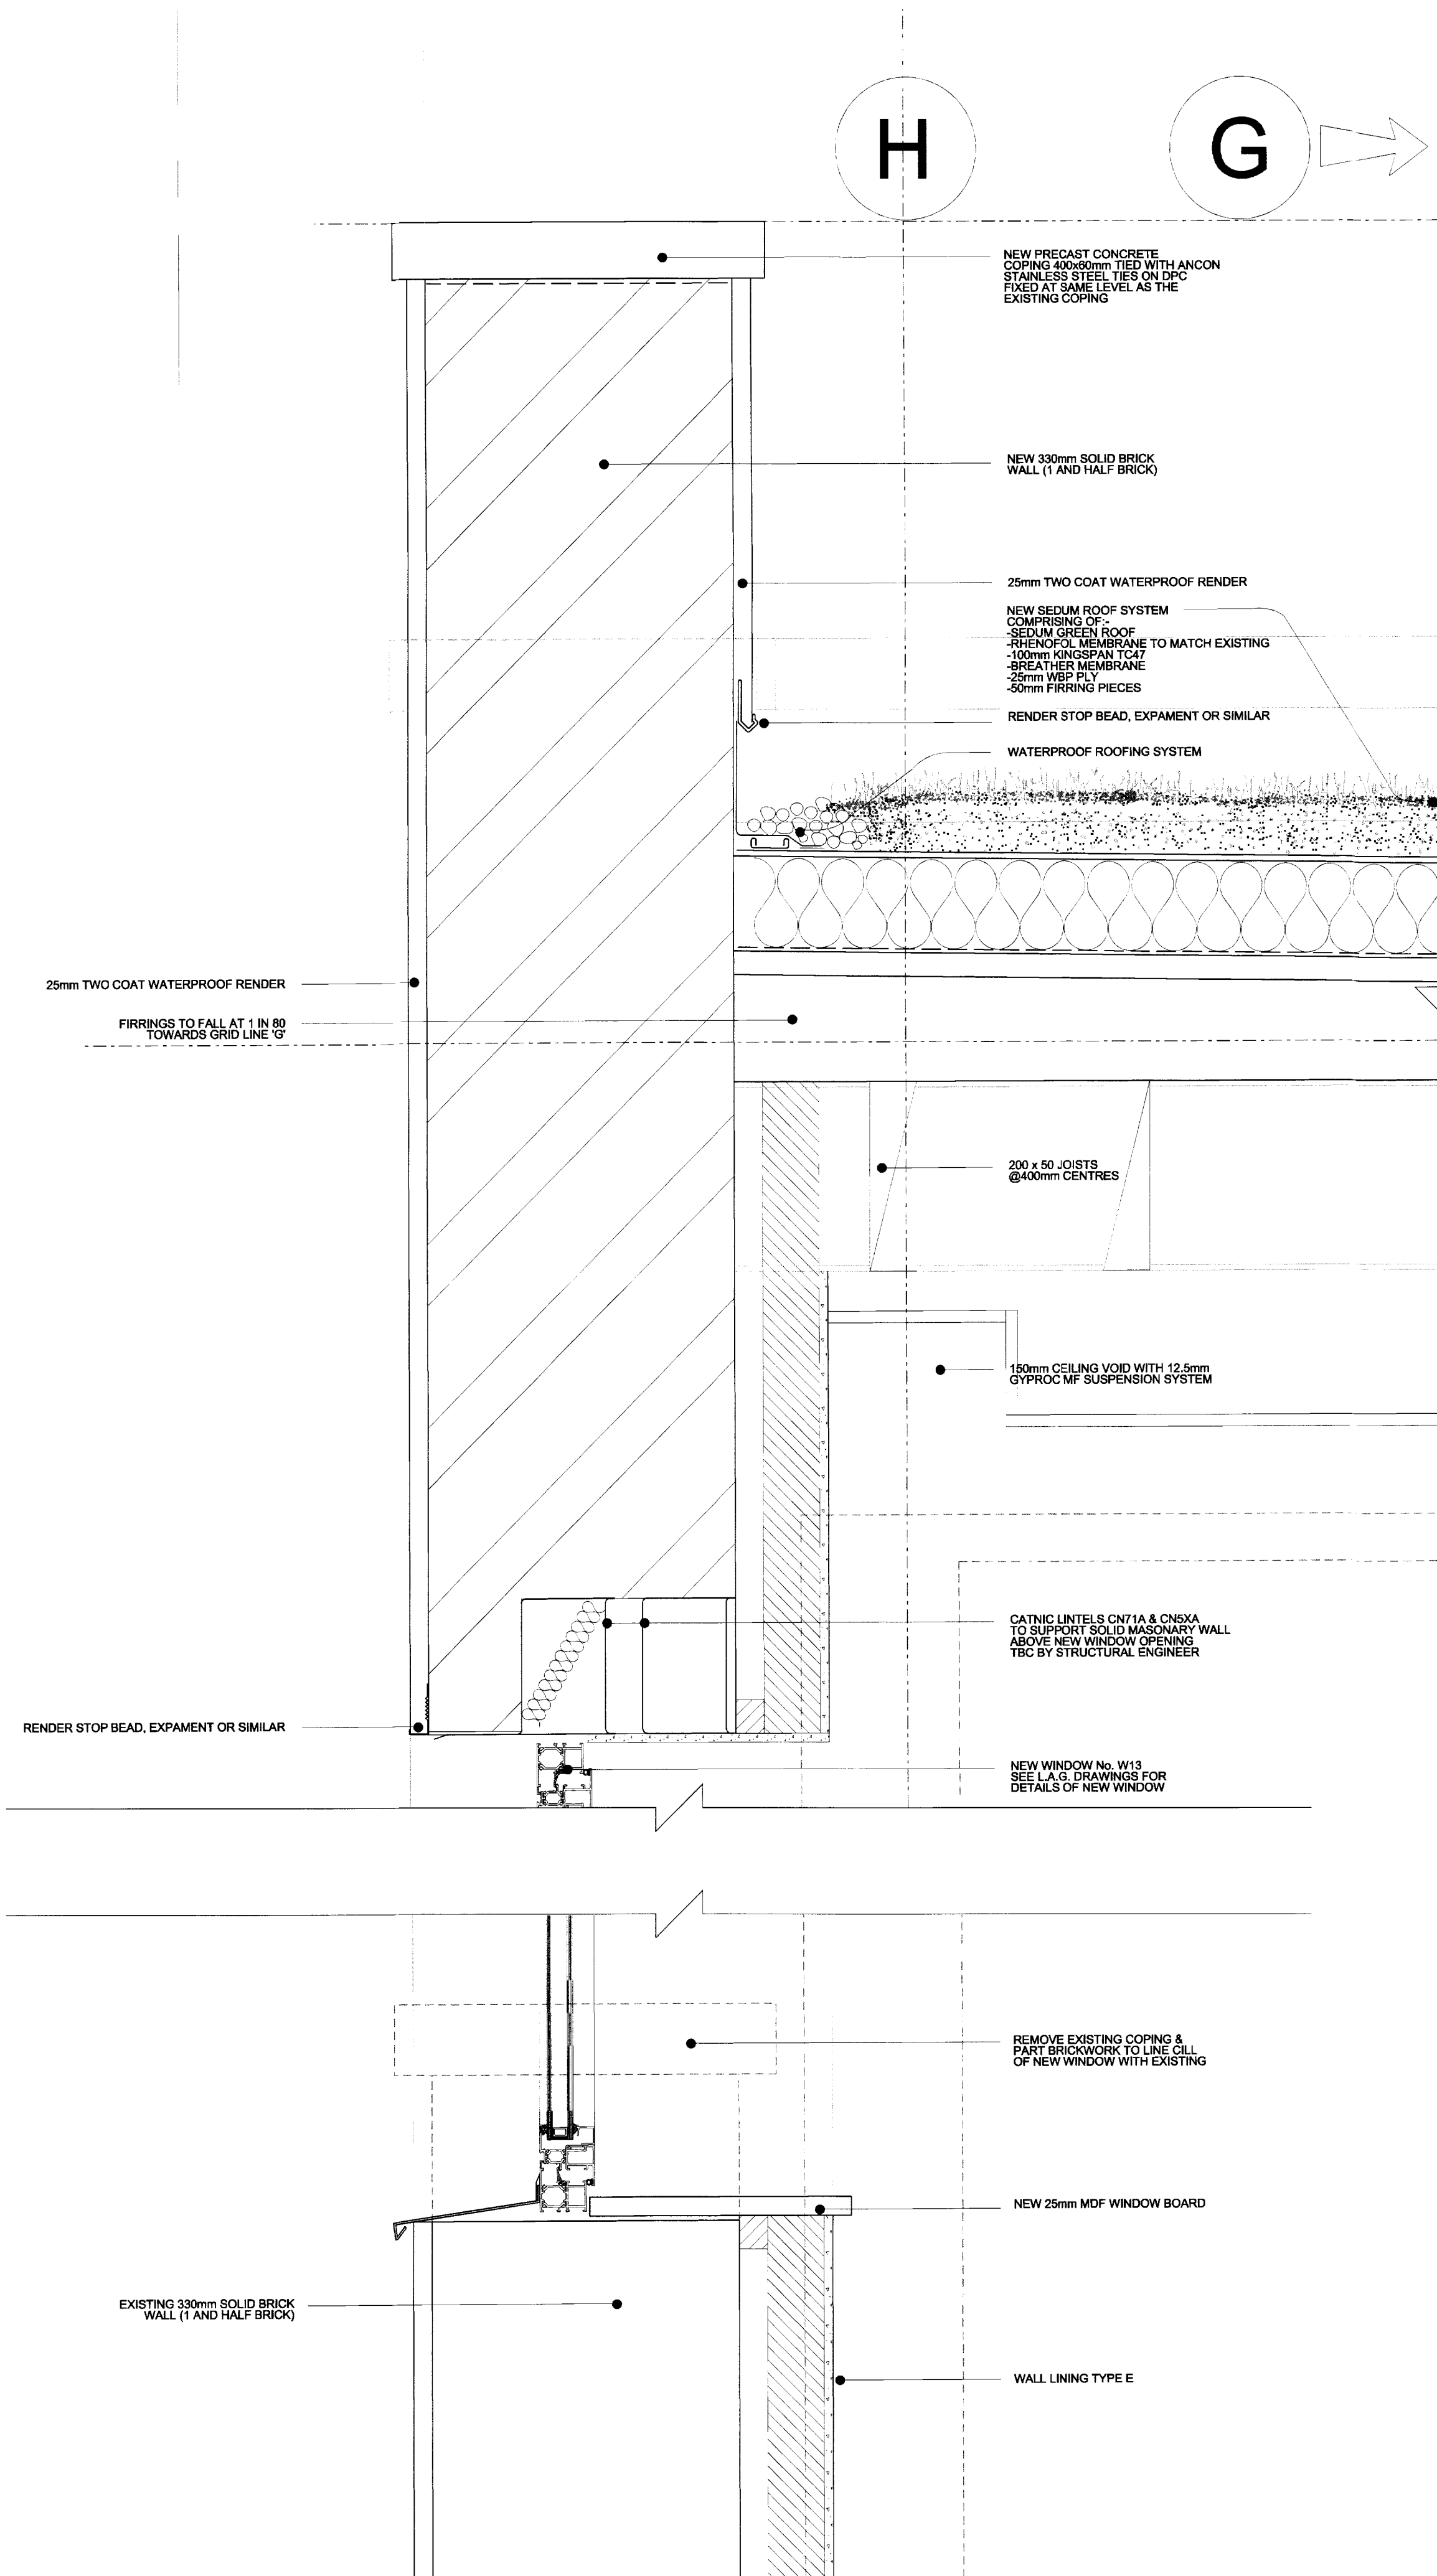 H
G
NEW PRECAST CONCRETE
COPING 400x60mm TIED WITH ANCON
STAINLESS STEEL TIES ON DPC
FIXED AT SAME LEVEL AS THE
EXISTING COPING
NEW 330mm SOLID BRICK
WALL (1 AND HALF BRICK)
25mm TWO COAT WATERPROOF RENDER
NEW SEDUM ROOF SYSTEM
COMPRISING OF:-
-SEDUM GREEN ROOF
-RHENOFOL MEMBRANE TO MATCH EXISTING
-100mm KINGSPAN TC47
-BREATHER MEMBRANE
-25mm WBP PLY
-50mm FIRRING PIECES
RENDER STOP BEAD, EXPAMENT OR SIMILAR
WATERPROOF ROOFING SYSTEM
25mm TWO COAT WATERPROOF RENDER
FIRRINGS TO FALL AT 1 IN 80
TOWARDS GRID LINE 'G'
200 x 50 JOISTS
@400mm CENTRES
150mm CEILING VOID WITH 12.5mm
GYPROC MF SUSPENSION SYSTEM
CATNIC LINTELS CN71A & CN5XA
TO SUPPORT SOLID MASONARY WALL
ABOVE NEW WINDOW OPENING
TBC BY STRUCTURAL ENGINEER
RENDER STOP BEAD, EXPAMENT OR SIMILAR
NEW WINDOW No. W13
SEE L.A.G. DRAWINGS FOR
DETAILS OF NEW WINDOW
REMOVE EXISTING COPING &
PART BRICKWORK TO LINE CILL
OF NEW WINDOW WITH EXISTING
NEW 25mm MDF WINDOW BOARD
EXISTING 330mm SOLID BRICK
WALL (1 AND HALF BRICK)
WALL LINING TYPE E